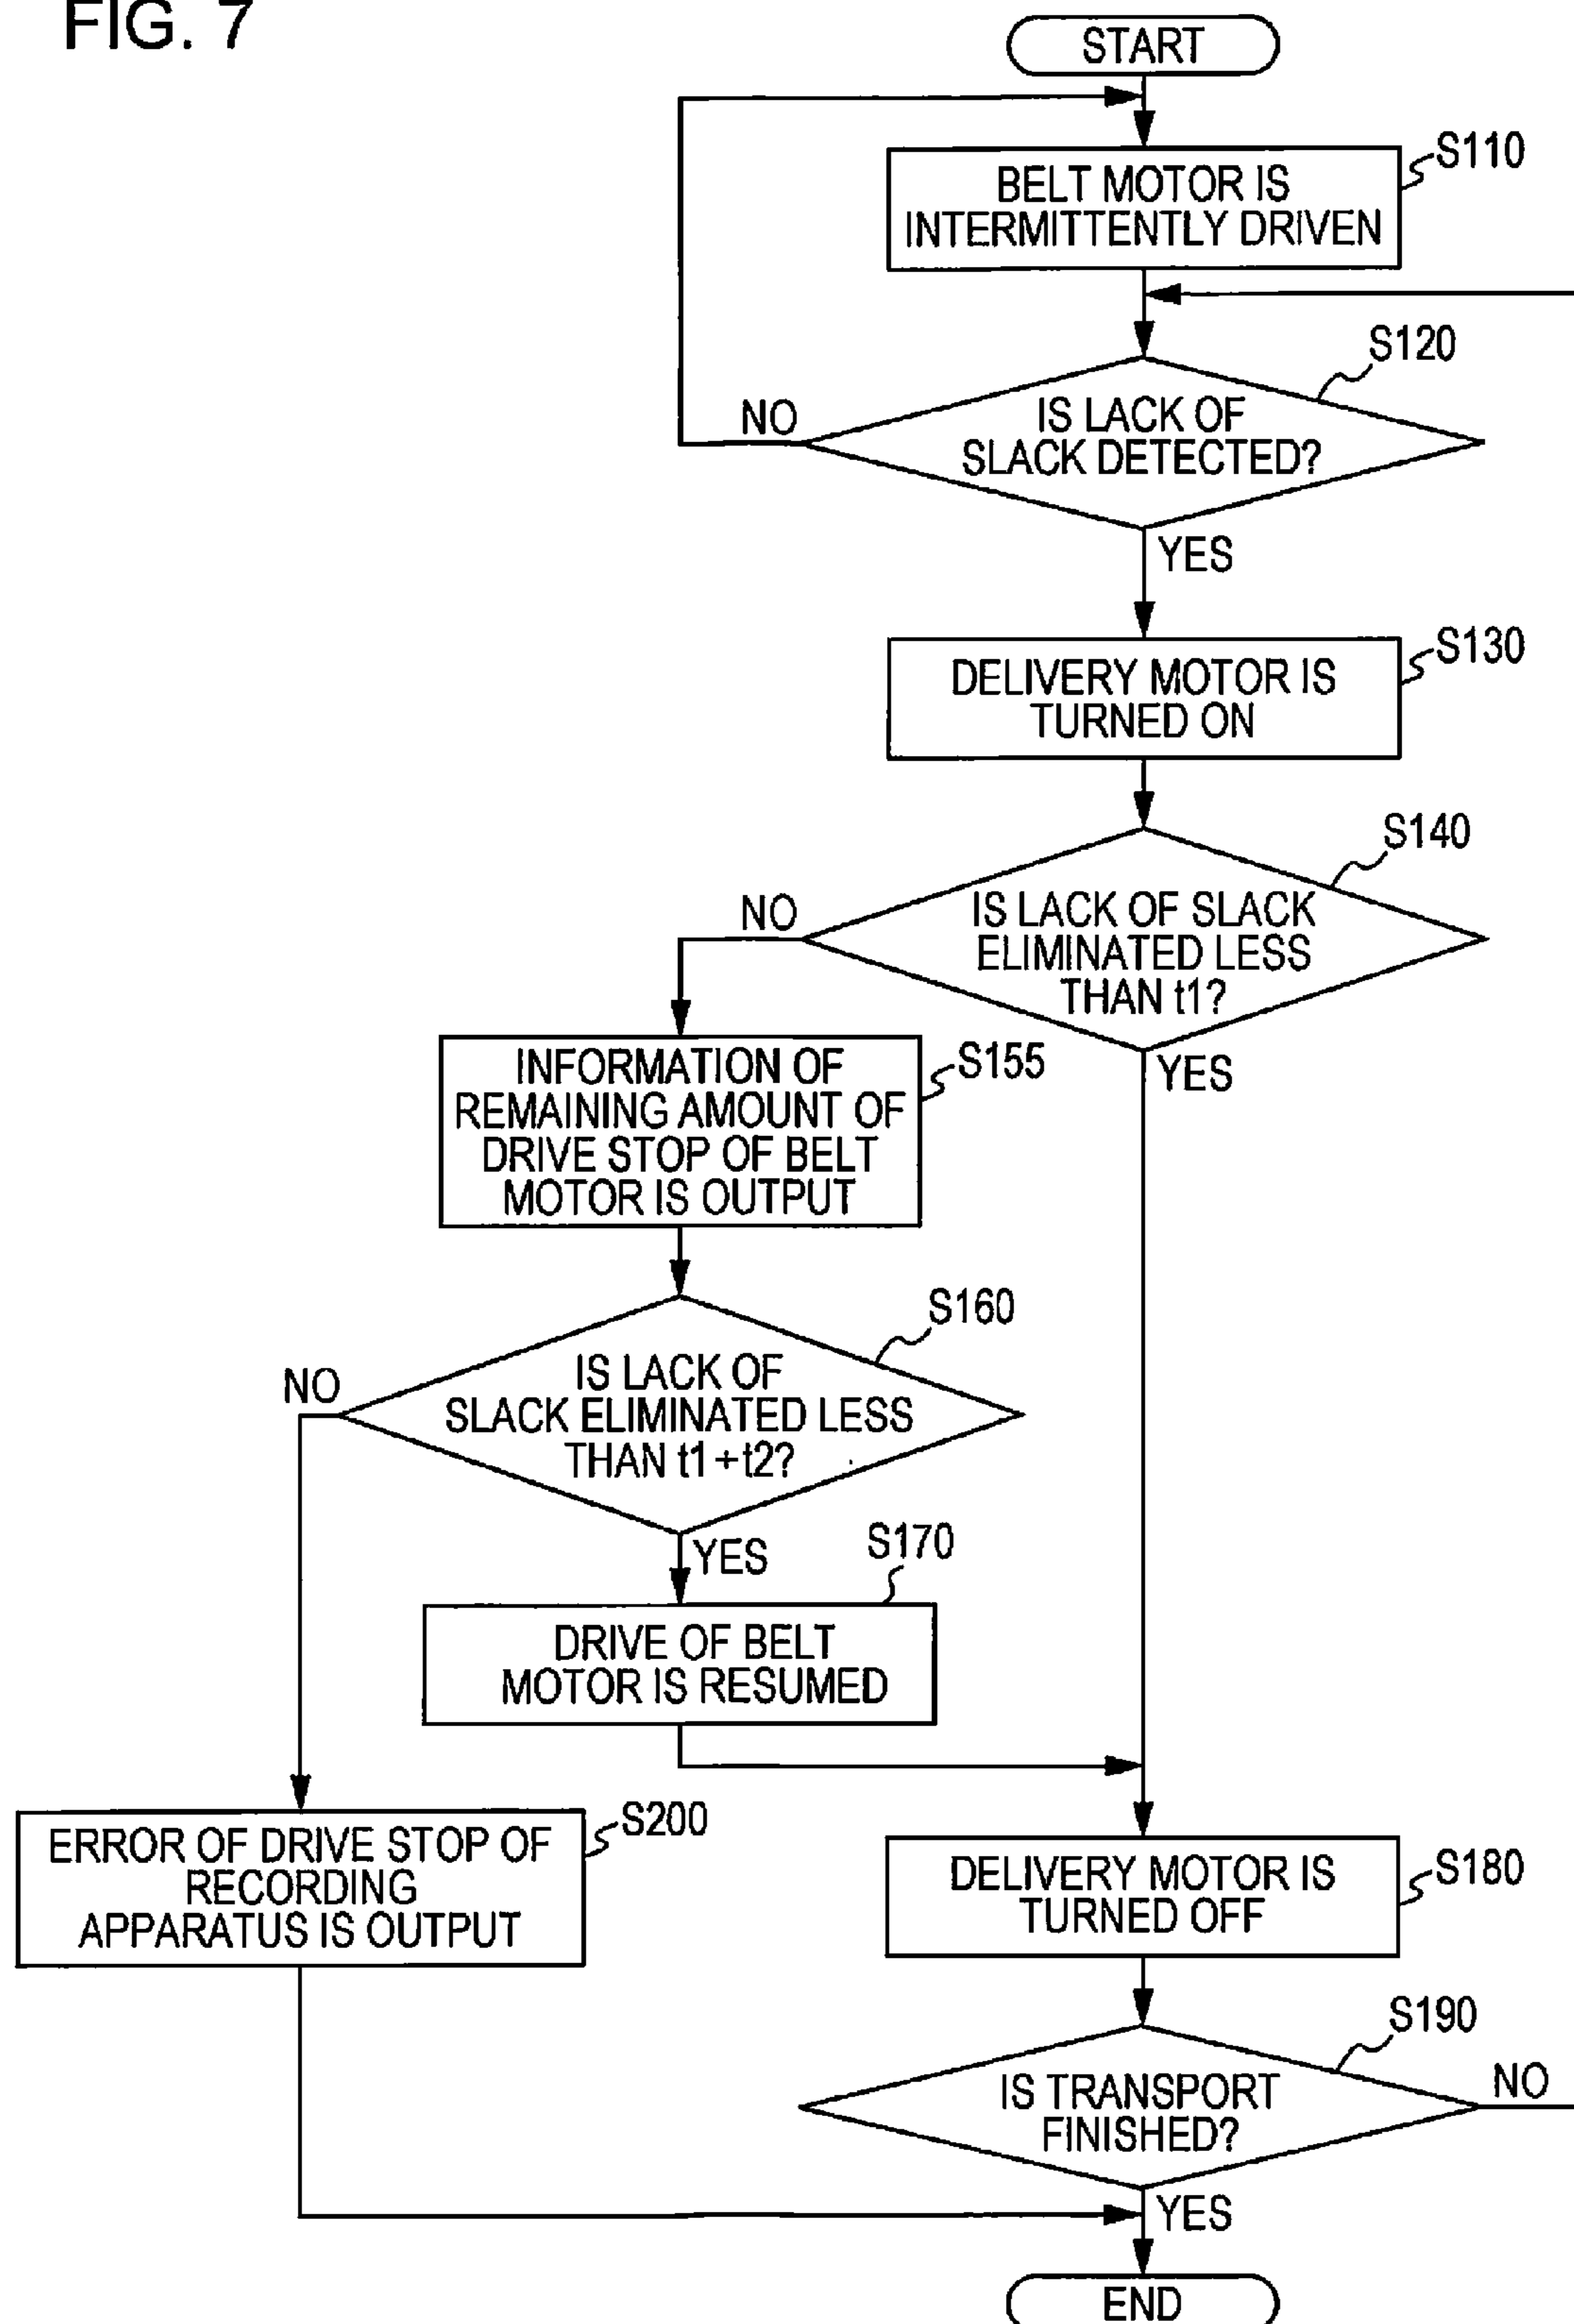 FIG. 7
START
S110
BELT MOTOR IS
INTERMITTENTLY DRIVEN
S120
NO
IS LACK OF
SLACK DETECTED?
YES
S130
DELIVERY MOTOR IS
TURNED ON
S140
NO
IS LACK OF SLACK
ELIMINATED LESS
THAN t1?
YES
S155
INFORMATION OF
REMAINING AMOUNT OF
DRIVE STOP OF BELT
MOTOR IS OUTPUT
S160
NO
IS LACK OF
SLACK ELIMINATED LESS
THAN t1+t2?
YES
S170
DRIVE OF BELT
MOTOR IS RESUMED
S200
ERROR OF DRIVE STOP OF
RECORDING
APPARATUS IS OUTPUT
S180
DELIVERY MOTOR IS
TURNED OFF
S190
IS TRANSPORT
FINISHED?
NO
YES
END